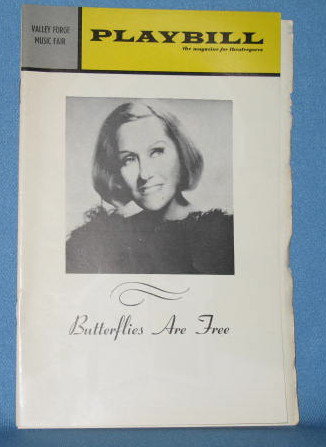 VALLEY FORGE
MUSIC FAIR
PLAYBILL
the magazine for theatregoers
Butterflies Are Free